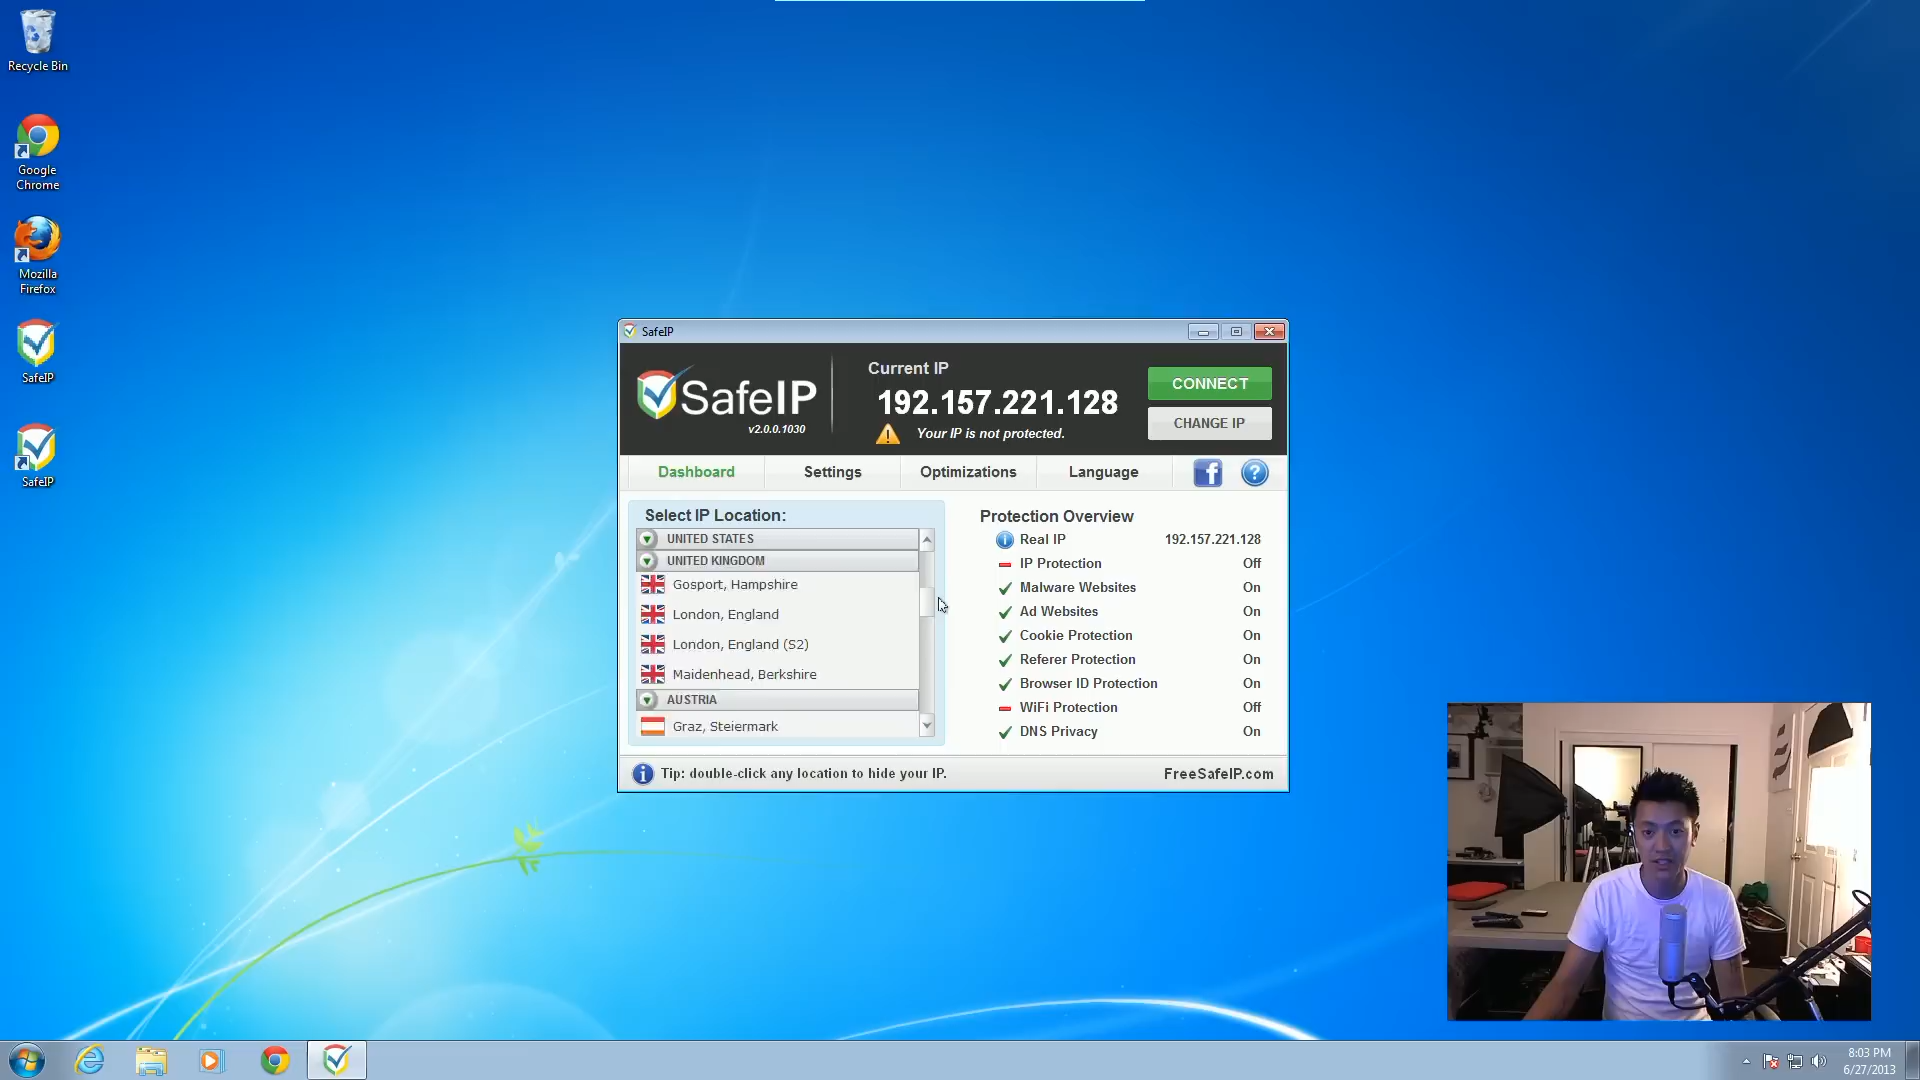 Recycle Bin
Google
Chrome
Mozilla
Firefox
SafeIP
SafeIP
SafeIP
SafeIP
v2.0.0.1030
Current IP
192.157.221.128
Your IP is not protected.
CONNECT
CHANGE IP
Dashboard
Settings
Optimizations
Language
Select IP Location:
UNITED STATES
UNITED KINGDOM
Gosport, Hampshire
London, England
London, England (S2)
Maidenhead, Berkshire
AUSTRIA
Graz, Steiermark
Protection Overview
Real IP 192.157.221.128
IP Protection Off
Malware Websites On
Ad Websites On
Cookie Protection On
Referer Protection On
Browser ID Protection On
WiFi Protection Off
DNS Privacy On
Tip: double-click any location to hide your IP.
FreeSafeIP.com
8:03 PM
6/27/2013